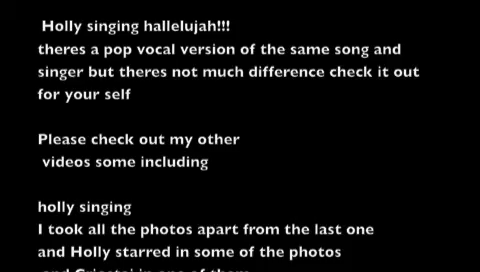 Holly singing hallelujah!!!
theres a pop vocal version of the same song and
singer but theres not much difference check it out
for your self
Please check out my other
videos some including
holly singing
I took all the photos apart from the last one
and Holly starred in some of the photos
and